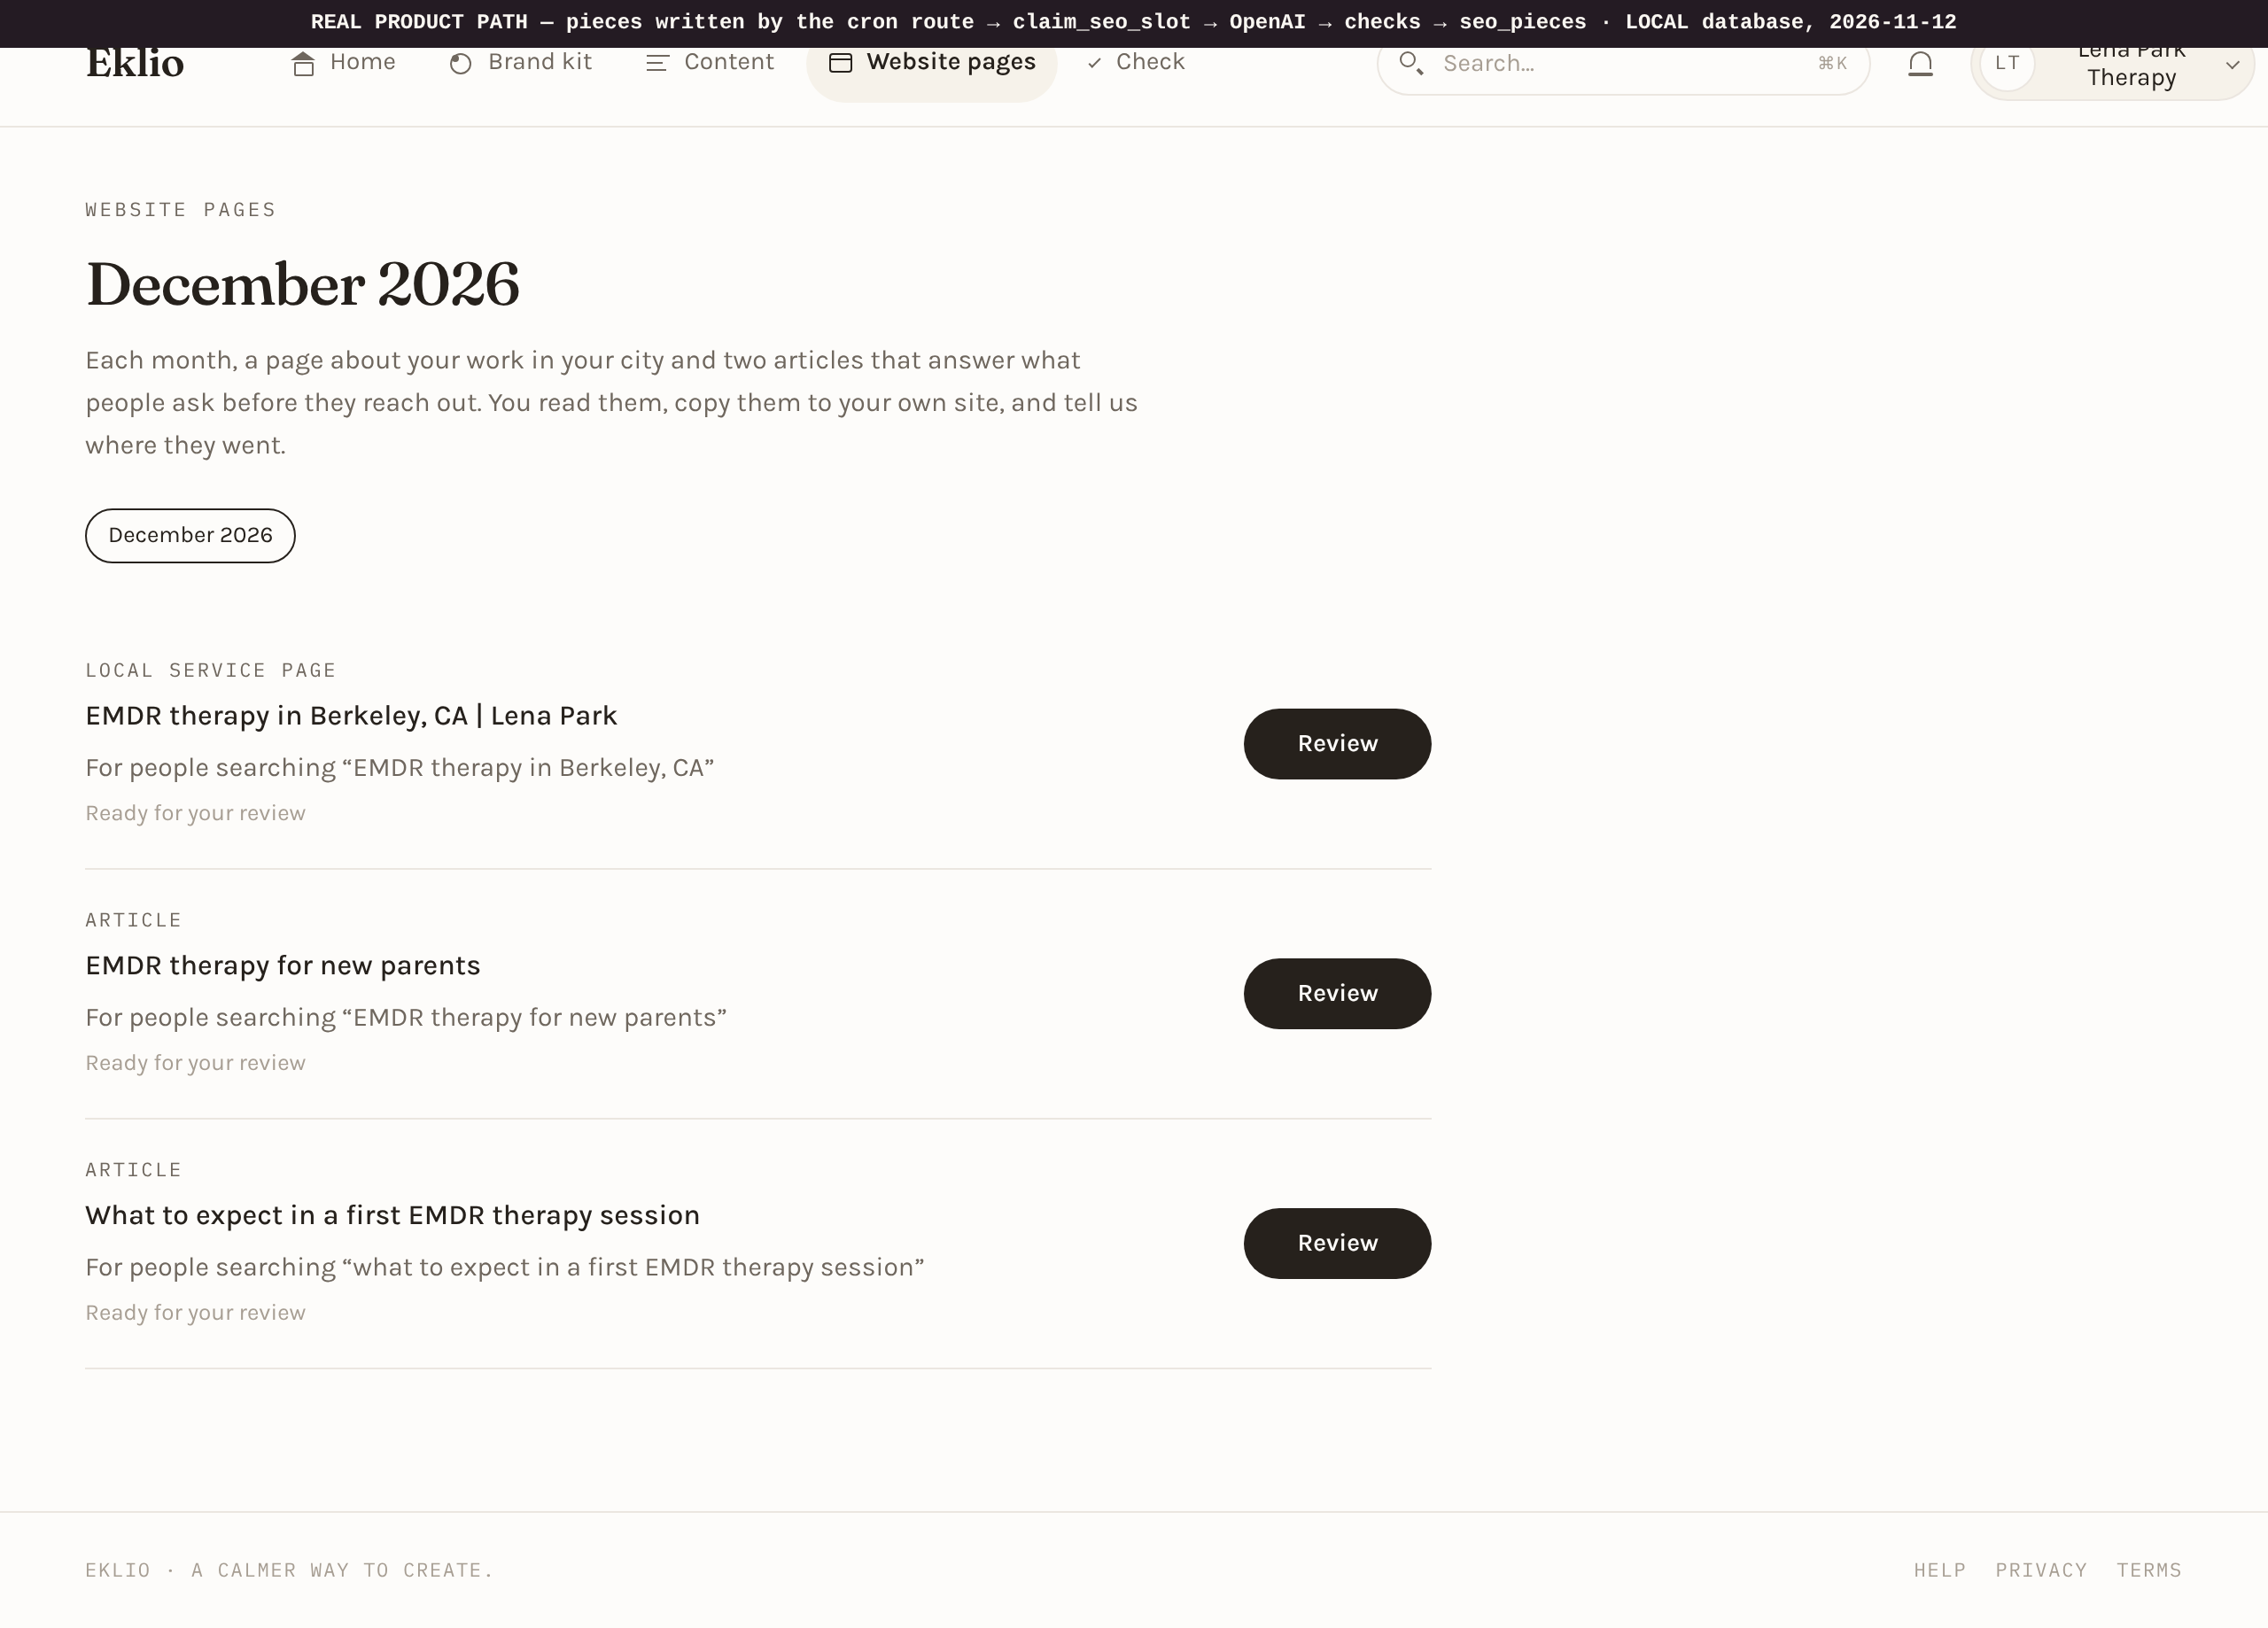 REAL PRODUCT PATH — pieces written by the cron route → claim_seo_slot → OpenAI → checks → seo_pieces · LOCAL database, 2026-11-12
Eklio
Home
Brand kit
Content
Website pages
Check
Search...
⌘K
LT
Lena Park
Therapy
WEBSITE PAGES
December 2026
Each month, a page about your work in your city and two articles that answer what
people ask before they reach out. You read them, copy them to your own site, and tell us
where they went.
December 2026
LOCAL SERVICE PAGE
EMDR therapy in Berkeley, CA | Lena Park
For people searching “EMDR therapy in Berkeley, CA”
Ready for your review
Review
ARTICLE
EMDR therapy for new parents
For people searching “EMDR therapy for new parents”
Ready for your review
Review
ARTICLE
What to expect in a first EMDR therapy session
For people searching “what to expect in a first EMDR therapy session”
Ready for your review
Review
EKLIO · A CALMER WAY TO CREATE.
HELP PRIVACY TERMS